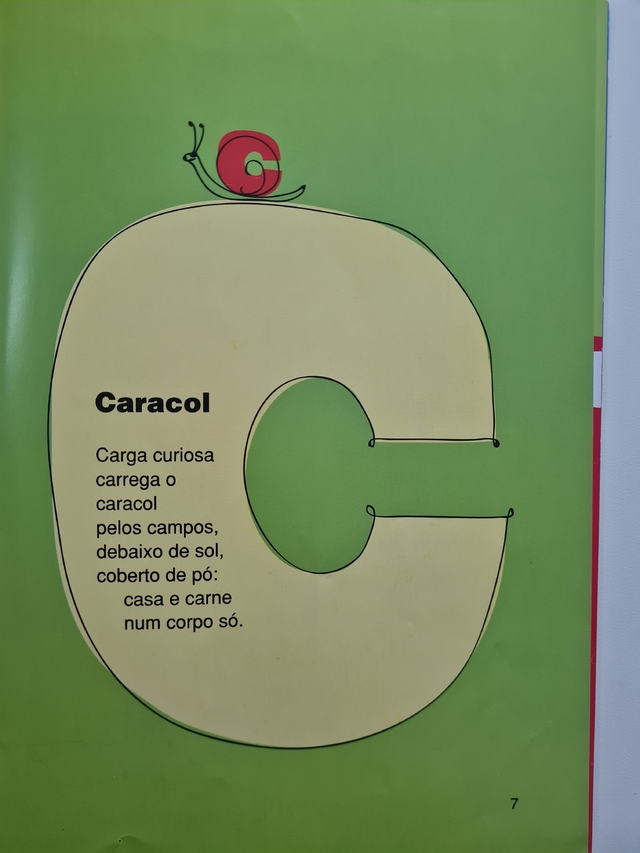 C
Caracol
Carga curiosa
carrega o
caracol
pelos campos,
debaixo de sol,
coberto de pó:
casa e carne
num corpo só.
7